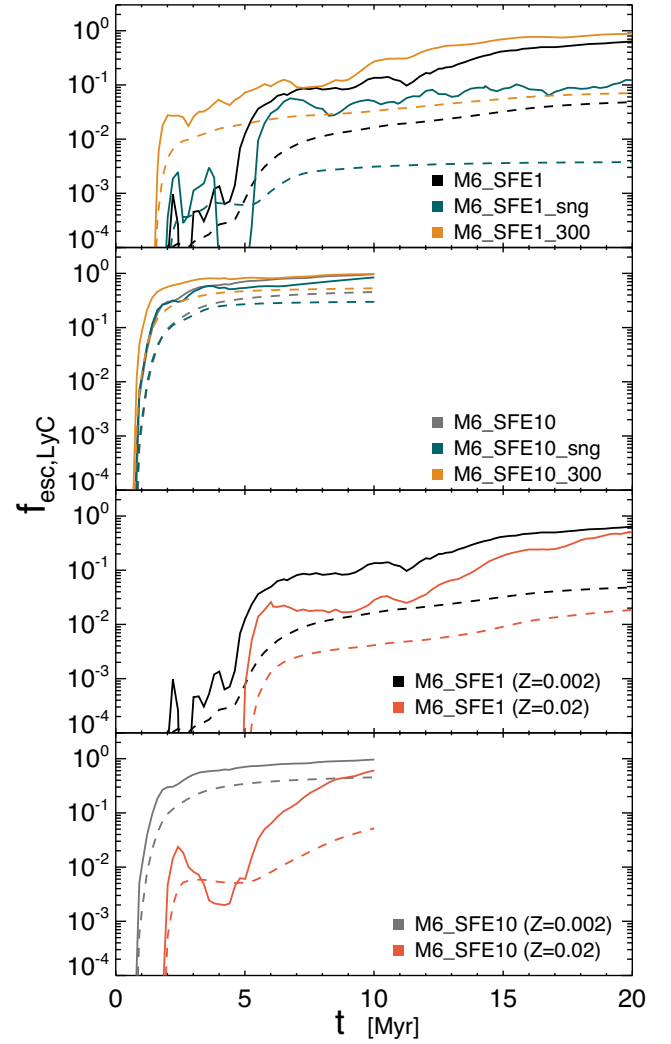 10⁰
10⁻¹
10⁻²
10⁻³
10⁻⁴
M6_SFE1
M6_SFE1_sng
M6_SFE1_300
10⁰
10⁻¹
10⁻²
10⁻³
10⁻⁴
M6_SFE10
M6_SFE10_sng
M6_SFE10_300
f_esc,LyC
10⁰
10⁻¹
10⁻²
10⁻³
10⁻⁴
M6_SFE1 (Z=0.002)
M6_SFE1 (Z=0.02)
10⁰
10⁻¹
10⁻²
10⁻³
10⁻⁴
M6_SFE10 (Z=0.002)
M6_SFE10 (Z=0.02)
0 5 10 15 20
t [Myr]